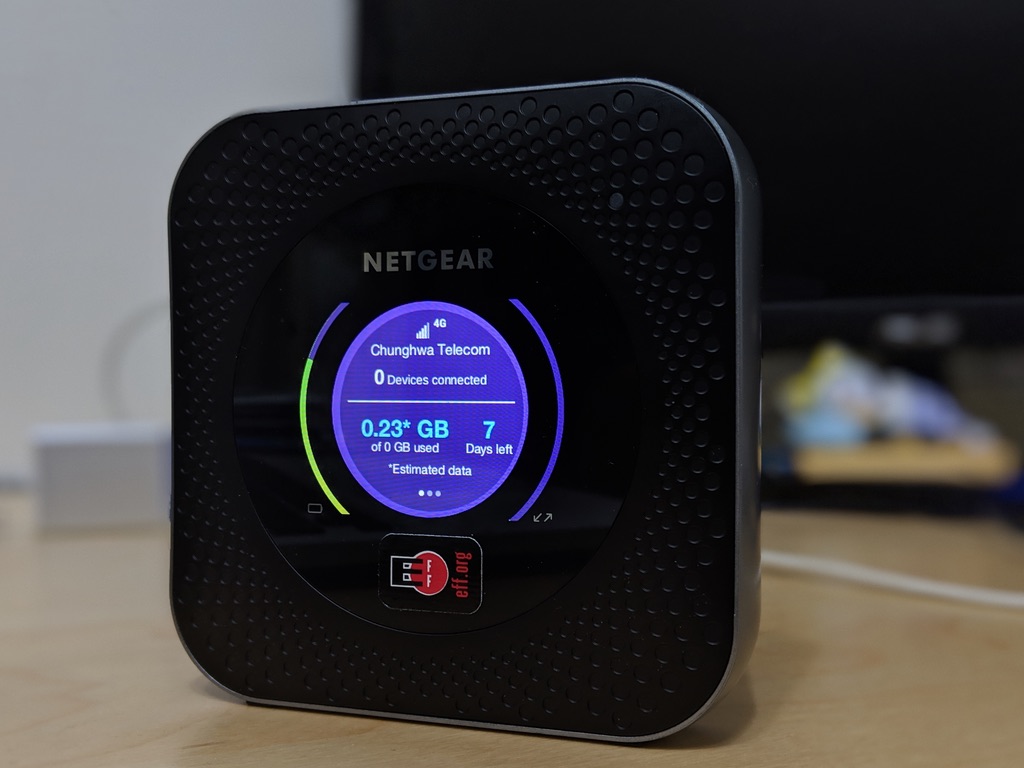 NETGEAR
4G
Chunghwa Telecom
0 Devices connected
0.23* GB 7
of 0 GB used Days left
*Estimated data
EFF
eff.org